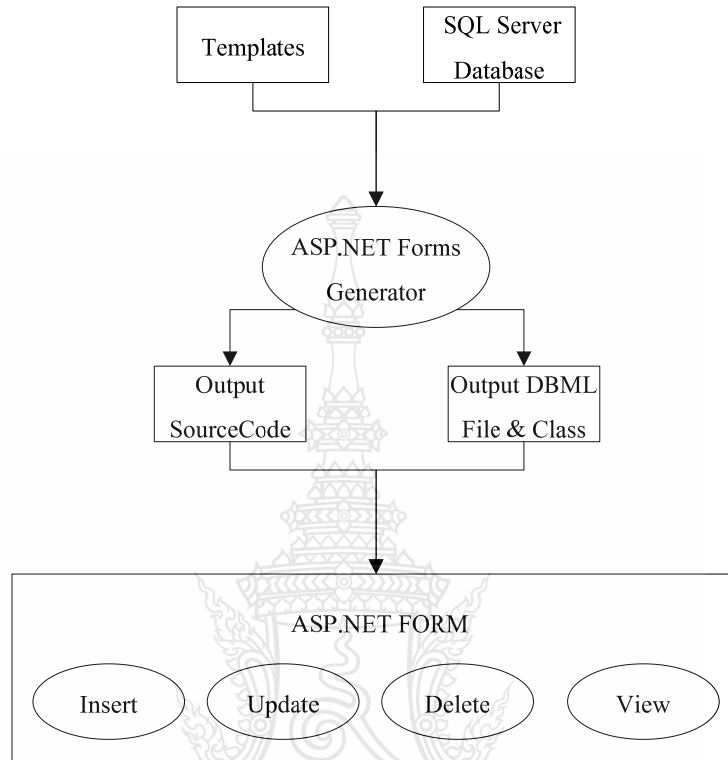 Templates
SQL Server
Database
ASP.NET Forms
Generator
Output
SourceCode
Output DBML
File & Class
ASP.NET FORM
Insert
Update
Delete
View